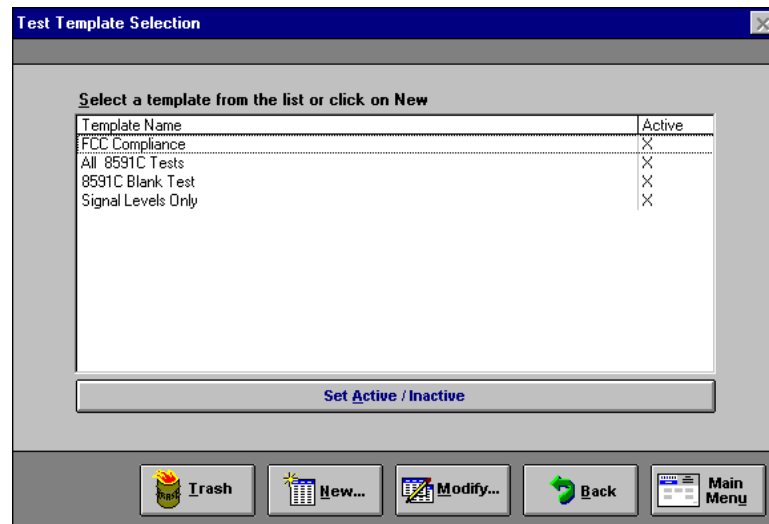 Test Template Selection
Select a template from the list or click on New
Template Name Active
FCC Compliance X
All 8591C Tests X
8591C Blank Test X
Signal Levels Only X
Set Active / Inactive
Trash New... Modify... Back Main
Menu